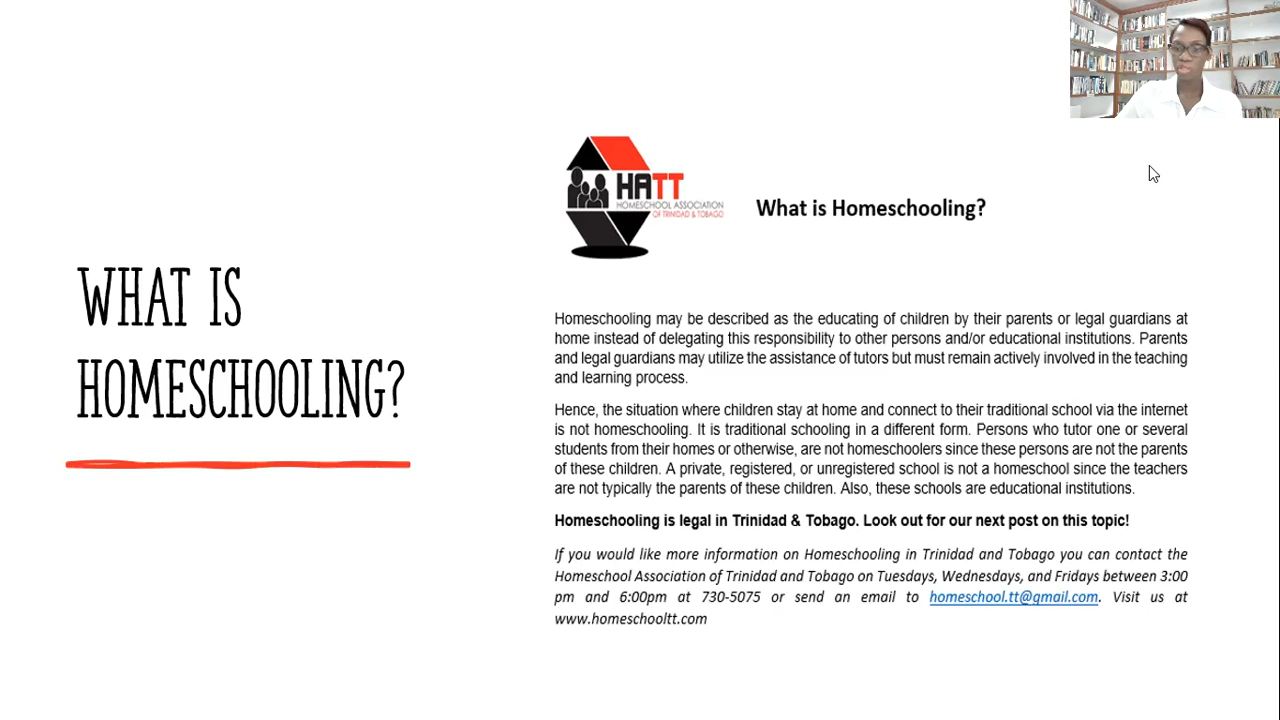 WHAT IS
HOMESCHOOLING?
HATT
HOMESCHOOL ASSOCIATION
OF TRINIDAD & TOBAGO
What is Homeschooling?
Homeschooling may be described as the educating of children by their parents or legal guardians at
home instead of delegating this responsibility to other persons and/or educational institutions. Parents
and legal guardians may utilize the assistance of tutors but must remain actively involved in the teaching
and learning process.
Hence, the situation where children stay at home and connect to their traditional school via the internet
is not homeschooling. It is traditional schooling in a different form. Persons who tutor one or several
students from their homes or otherwise, are not homeschoolers since these persons are not the parents
of these children. A private, registered, or unregistered school is not a homeschool since the teachers
are not typically the parents of these children. Also, these schools are educational institutions.
Homeschooling is legal in Trinidad & Tobago. Look out for our next post on this topic!
If you would like more information on Homeschooling in Trinidad and Tobago you can contact the
Homeschool Association of Trinidad and Tobago on Tuesdays, Wednesdays, and Fridays between 3:00
pm and 6:00pm at 730-5075 or send an email to homeschool.tt@gmail.com. Visit us at
www.homeschooltt.com